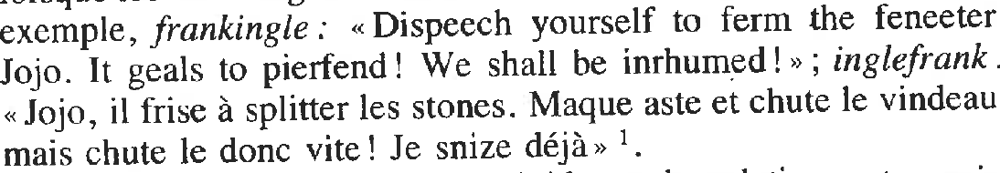 exemple, frankingle : « Dispeech yourself to ferm the feneeter
Jojo. It geals to pierfend ! We shall be inrhumed ! » ; inglefrank .
« Jojo, il frise à splitter les stones. Maque aste et chute le vindeau
mais chute le donc vite ! Je snize déjà » 1.